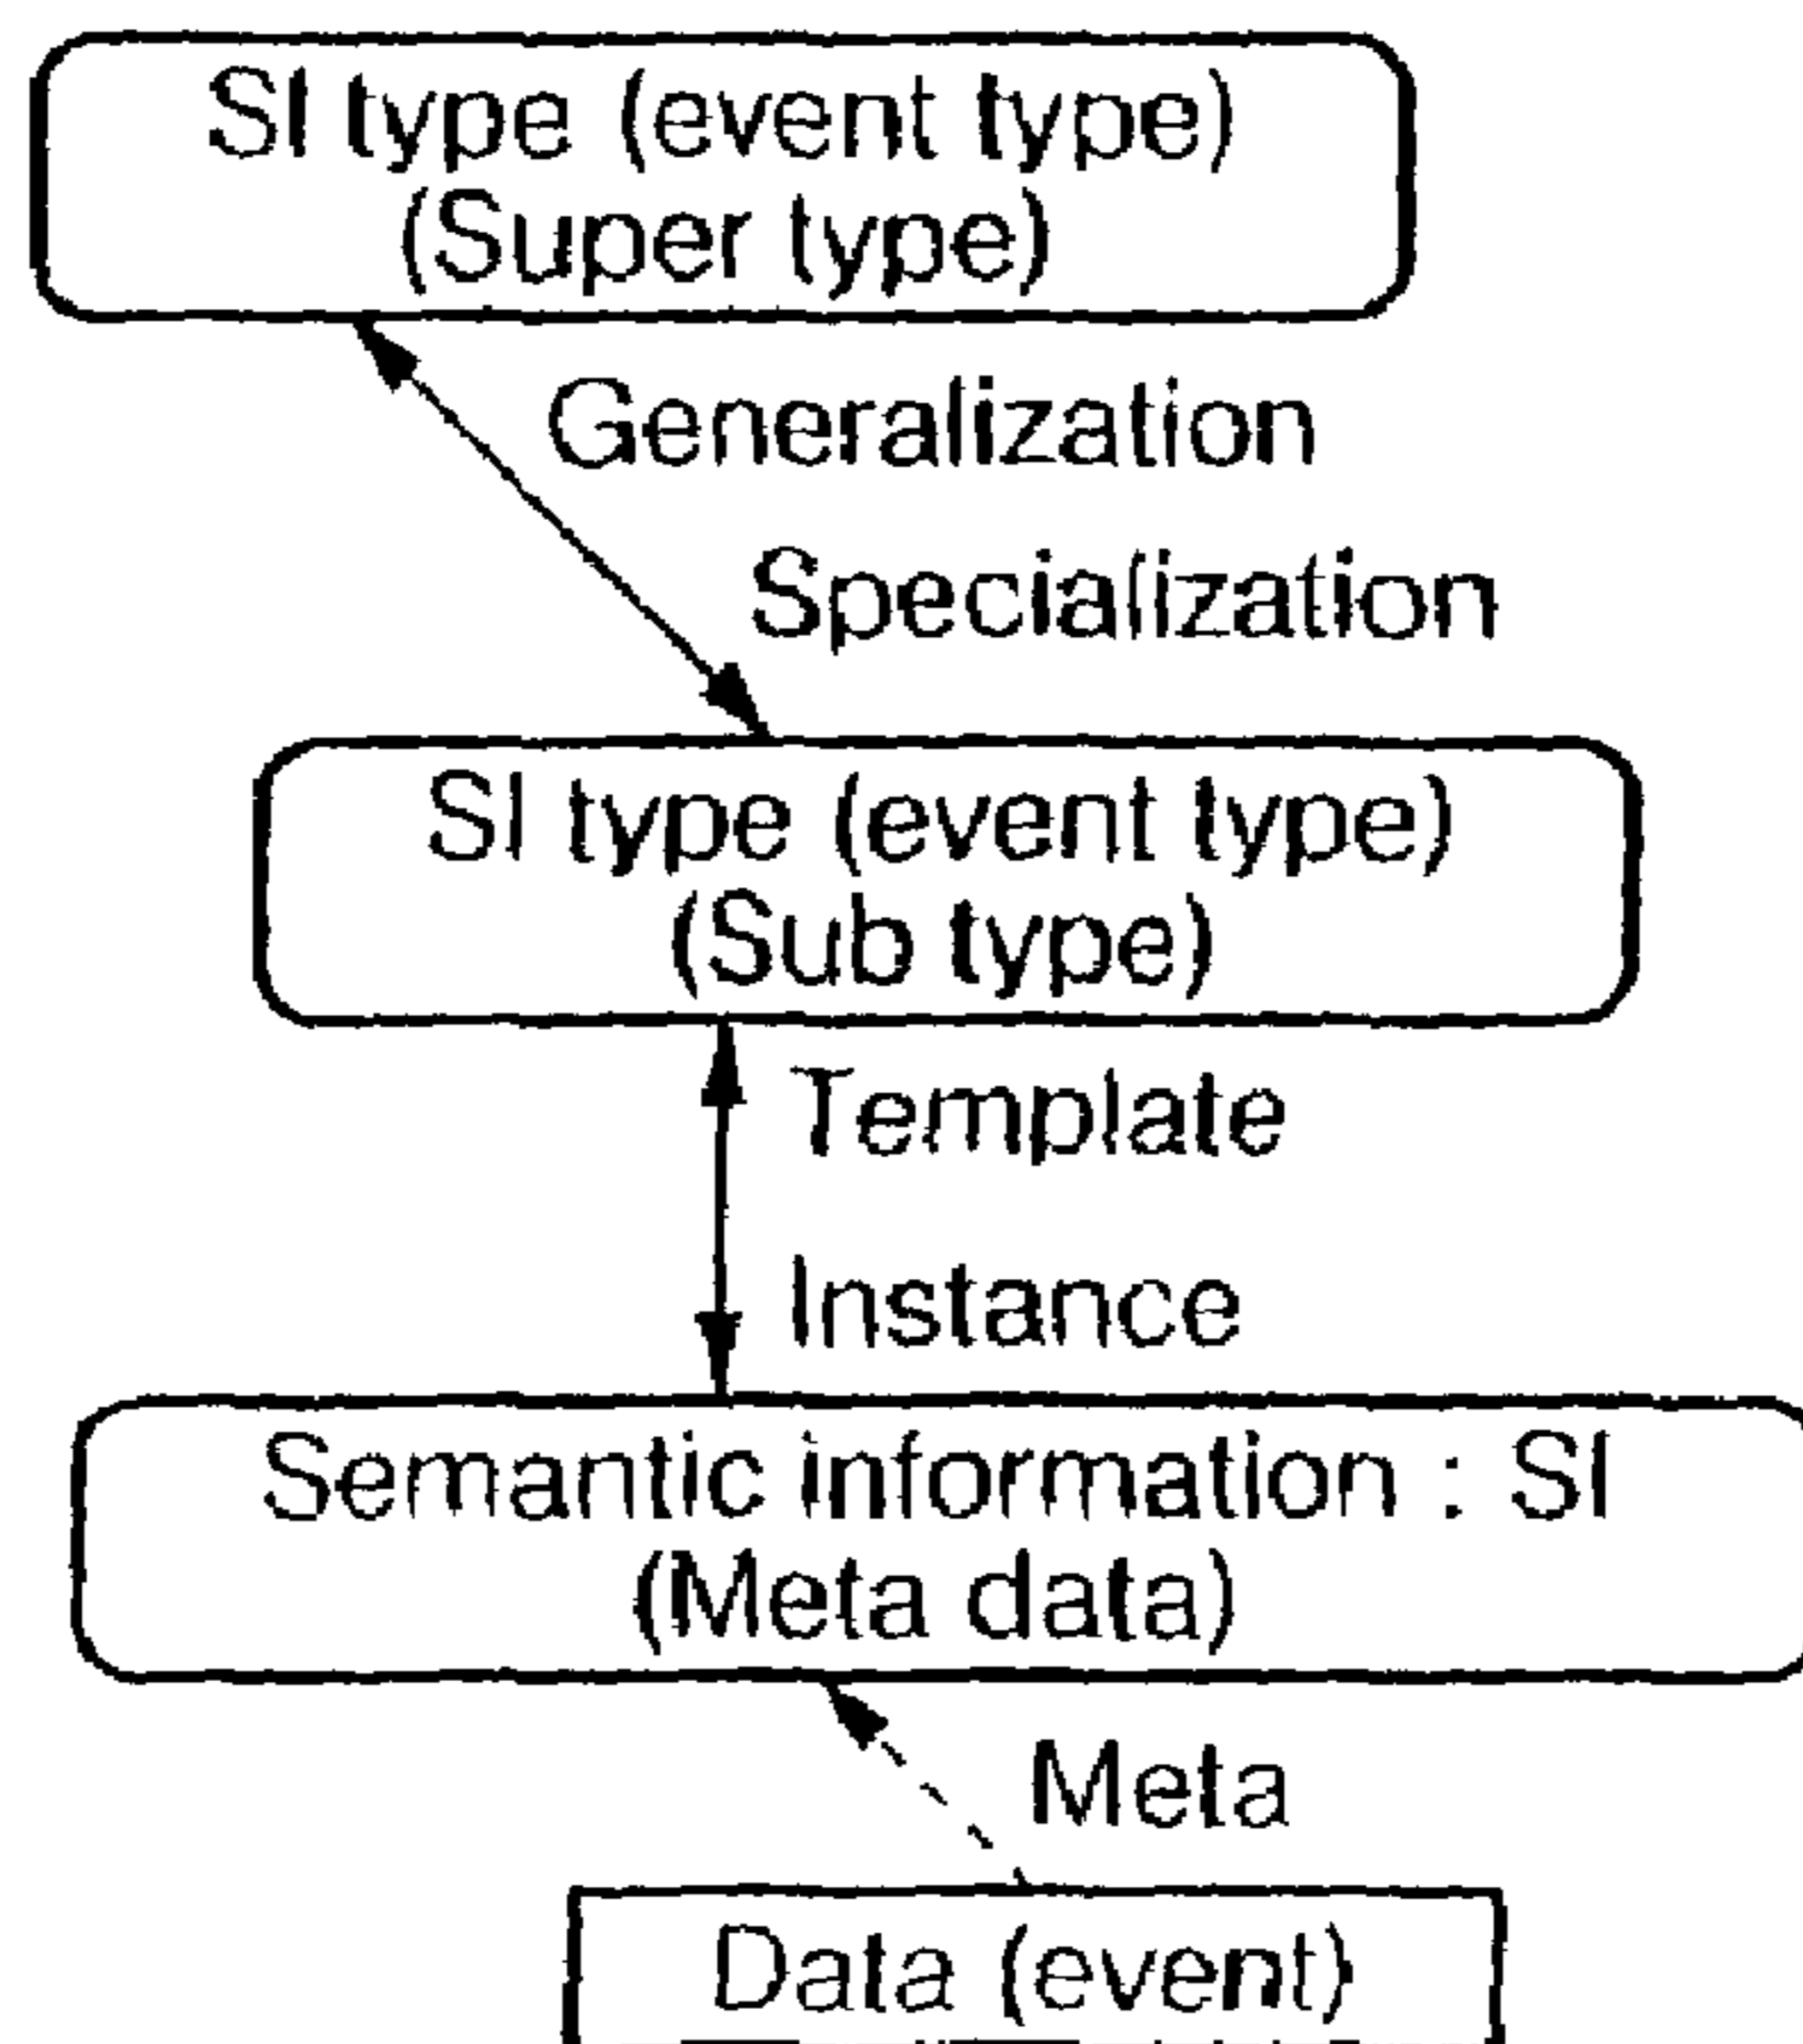 SI type (event type)
(Super type)
Generalization
Specialization
SI type (event type)
(Sub type)
Template
Instance
Semantic information : SI
(Meta data)
Meta
Data (event)